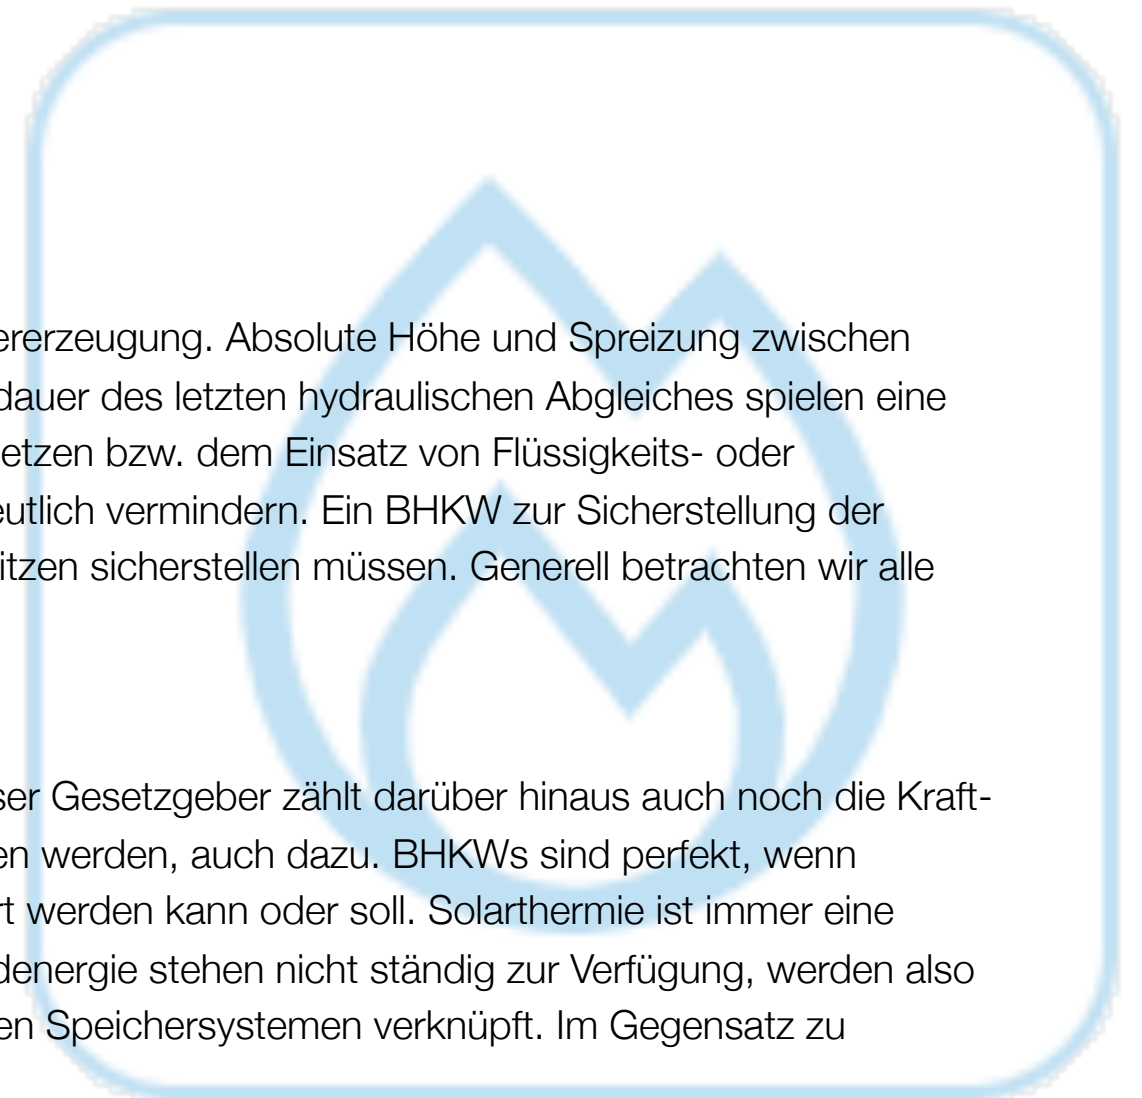 ererzeugung. Absolute Höhe und Spreizung zwischen
dauer des letzten hydraulischen Abgleiches spielen eine
etzen bzw. dem Einsatz von Flüssigkeits- oder
eutlich vermindern. Ein BHKW zur Sicherstellung der
itzen sicherstellen müssen. Generell betrachten wir alle
ser Gesetzgeber zählt darüber hinaus auch noch die Kraft-
en werden, auch dazu. BHKWs sind perfekt, wenn
rt werden kann oder soll. Solarthermie ist immer eine
denergie stehen nicht ständig zur Verfügung, werden also
en Speichersystemen verknüpft. Im Gegensatz zu